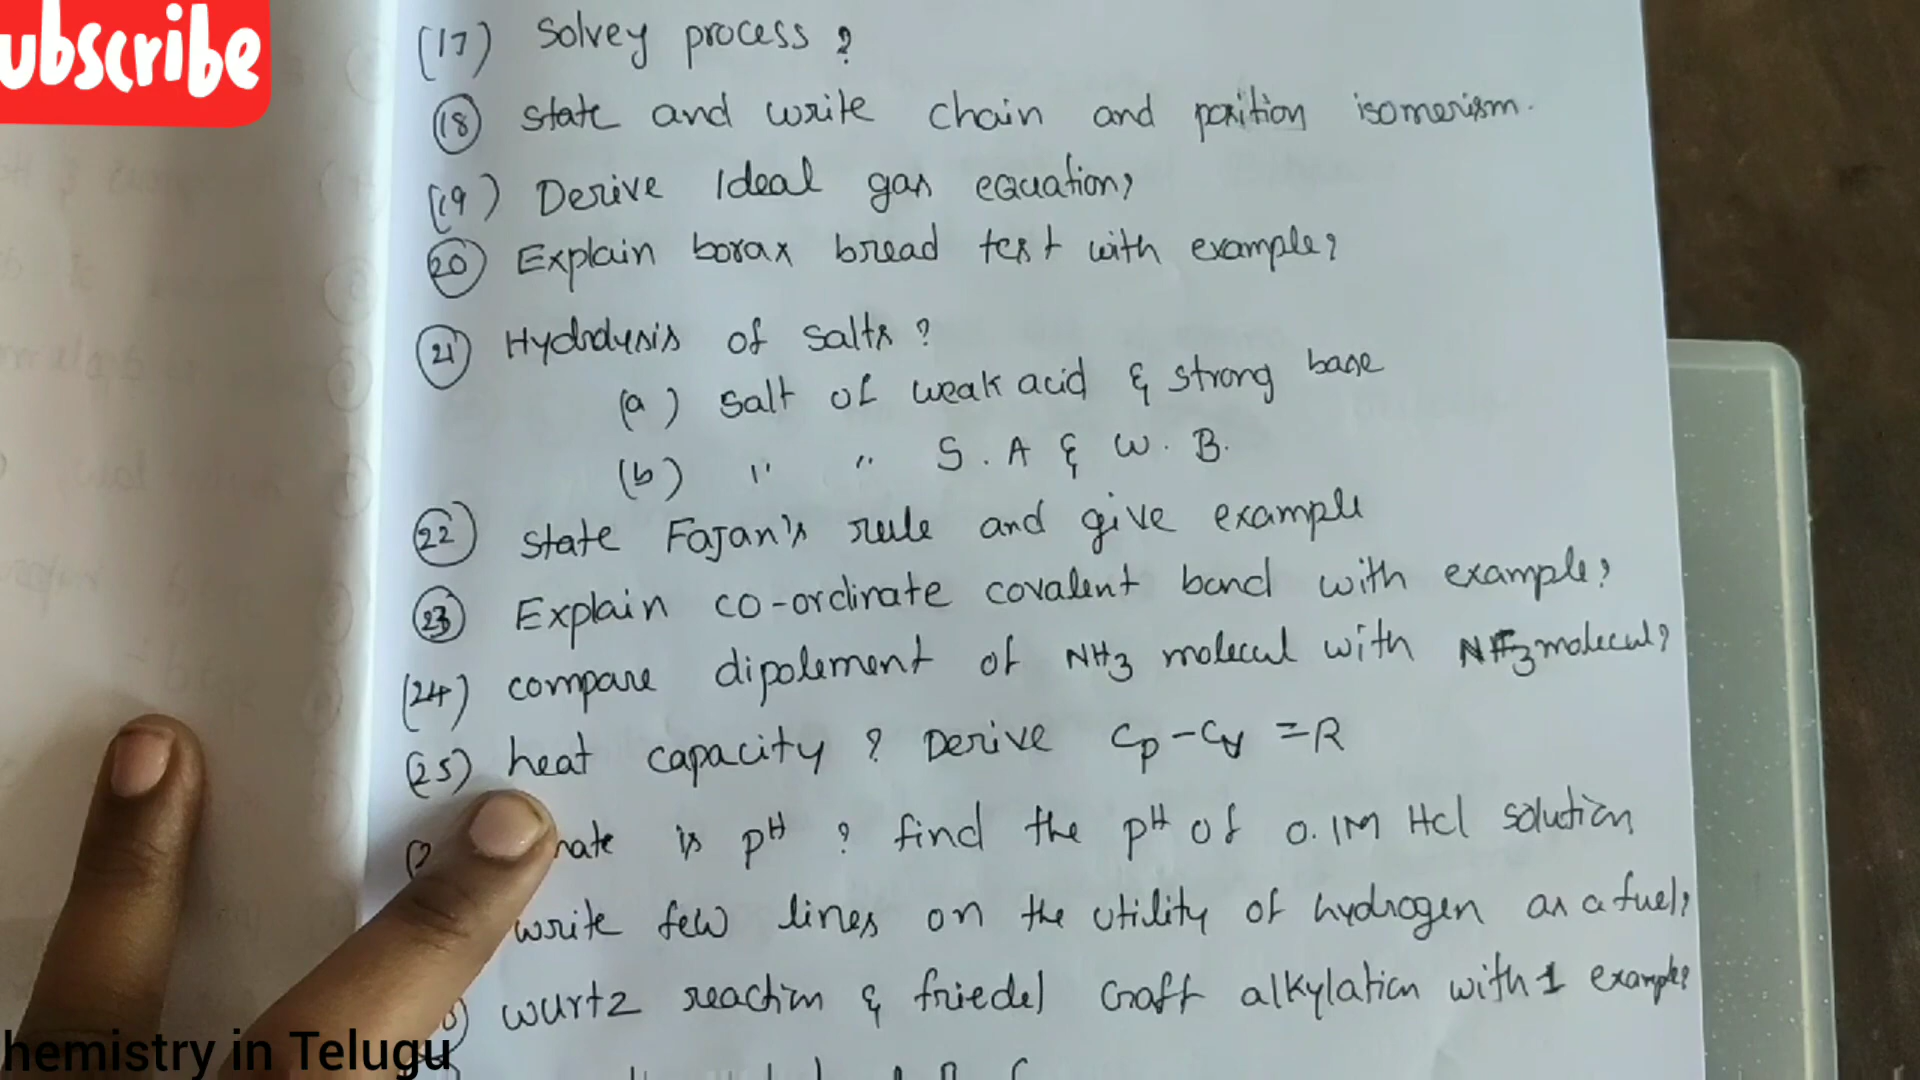 ubscribe
(17) Solvey process ?
(18) state and write chain and position isomerism.
(19) Derive Ideal gas equation?
(20) Explain borax bread test with example?
(21) Hydrolysis of salts ?
(a) salt of weak acid & strong base
(b) " " S. A & W. B.
(22) state Fajan's rule and give example
(23) Explain co-ordinate covalent bond with example?
(24) compare dipolement of NH3 molecul with NF3 molecul?
(25) heat capacity ? Derive Cp-Cv =R
is pH ? find the pH of 0.1M Hcl solution
write few lines on the utility of hydrogen as a fuel?
wurtz reaction & friedel Craft alkylation with 1 example?
hemistry in Telugu